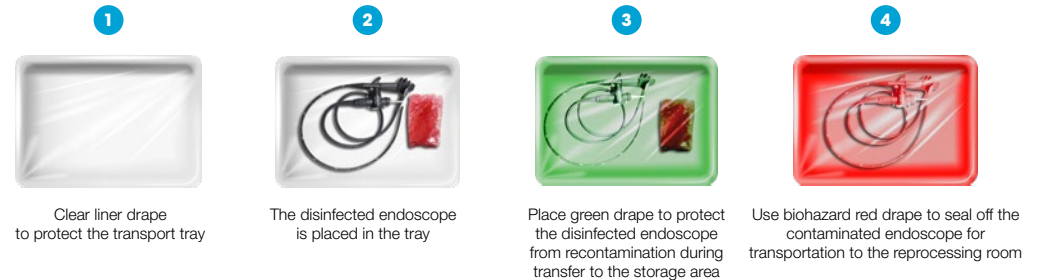 1
2
3
4
Clear liner drape
to protect the transport tray
The disinfected endoscope
is placed in the tray
Place green drape to protect
the disinfected endoscope
from recontamination during
transfer to the storage area
Use biohazard red drape to seal off the
contaminated endoscope for
transportation to the reprocessing room